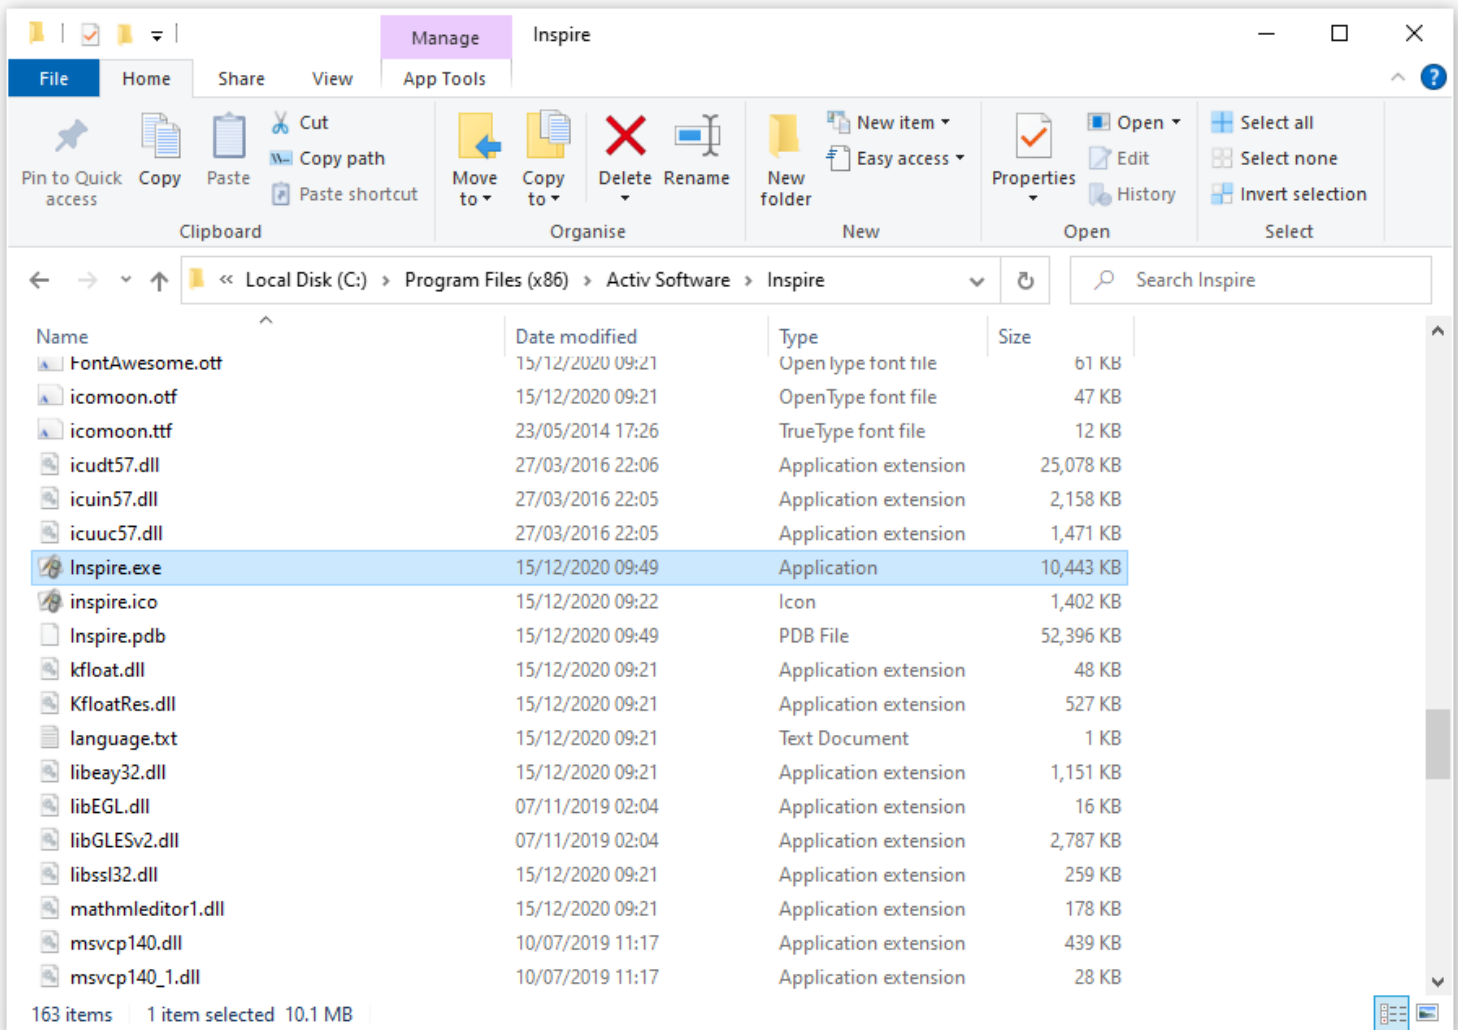 Manage
Inspire
File
Home
Share
View
App Tools
Pin to Quick access
Copy
Paste
Cut
Copy path
Paste shortcut
Clipboard
Move to
Copy to
Delete
Rename
Organise
New folder
New item
Easy access
New
Properties
Open
Edit
History
Open
Select all
Select none
Invert selection
Select
« Local Disk (C:) > Program Files (x86) > Activ Software > Inspire
Search Inspire
Name Date modified Type Size
FontAwesome.otf 15/12/2020 09:21 OpenType font file 61 KB
icomoon.otf 15/12/2020 09:21 OpenType font file 47 KB
icomoon.ttf 23/05/2014 17:26 TrueType font file 12 KB
icudt57.dll 27/03/2016 22:06 Application extension 25,078 KB
icuin57.dll 27/03/2016 22:05 Application extension 2,158 KB
icuuc57.dll 27/03/2016 22:05 Application extension 1,471 KB
Inspire.exe 15/12/2020 09:49 Application 10,443 KB
inspire.ico 15/12/2020 09:22 Icon 1,402 KB
Inspire.pdb 15/12/2020 09:49 PDB File 52,396 KB
kfloat.dll 15/12/2020 09:21 Application extension 48 KB
KfloatRes.dll 15/12/2020 09:21 Application extension 527 KB
language.txt 15/12/2020 09:21 Text Document 1 KB
libeay32.dll 15/12/2020 09:21 Application extension 1,151 KB
libEGL.dll 07/11/2019 02:04 Application extension 16 KB
libGLESv2.dll 07/11/2019 02:04 Application extension 2,787 KB
libssl32.dll 15/12/2020 09:21 Application extension 259 KB
mathmleditor1.dll 15/12/2020 09:21 Application extension 178 KB
msvcp140.dll 10/07/2019 11:17 Application extension 439 KB
msvcp140_1.dll 10/07/2019 11:17 Application extension 28 KB
163 items 1 item selected 10.1 MB